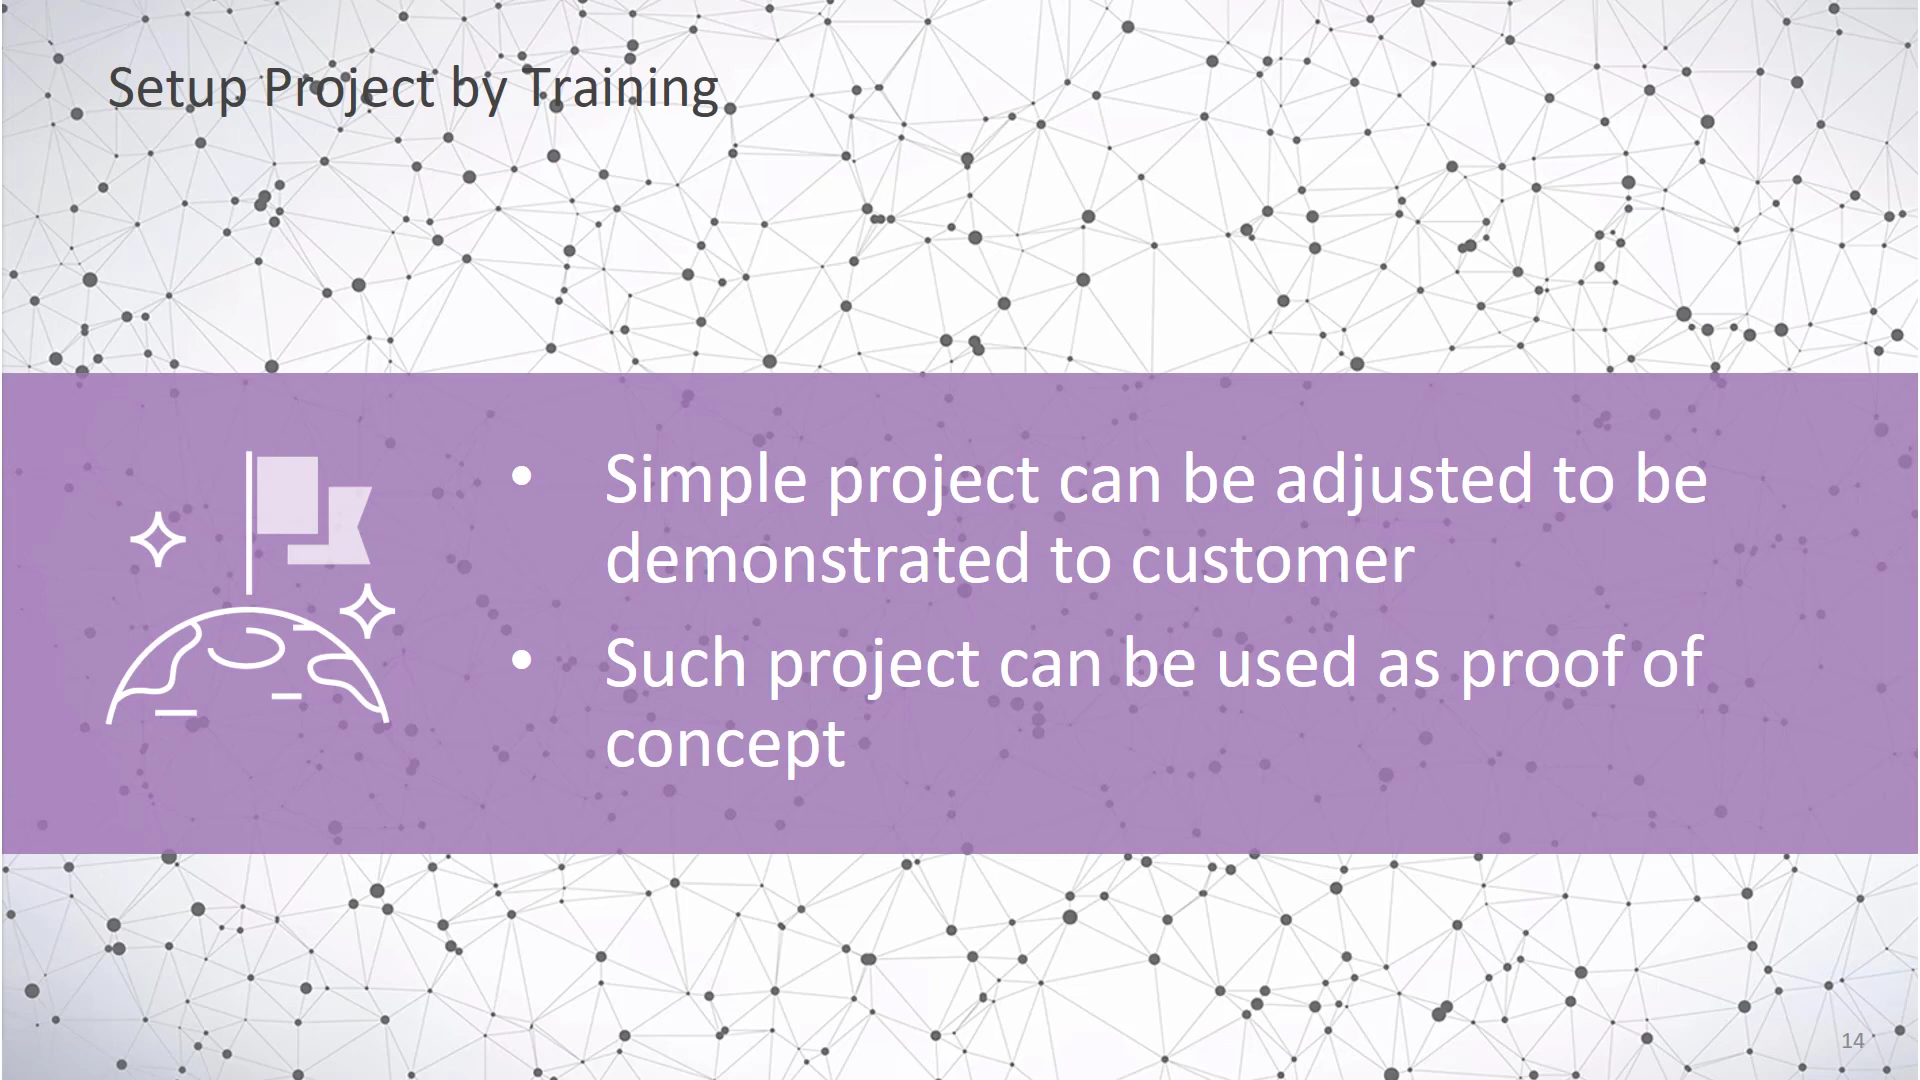 Setup Project by Training
• Simple project can be adjusted to be
demonstrated to customer
• Such project can be used as proof of
concept
14